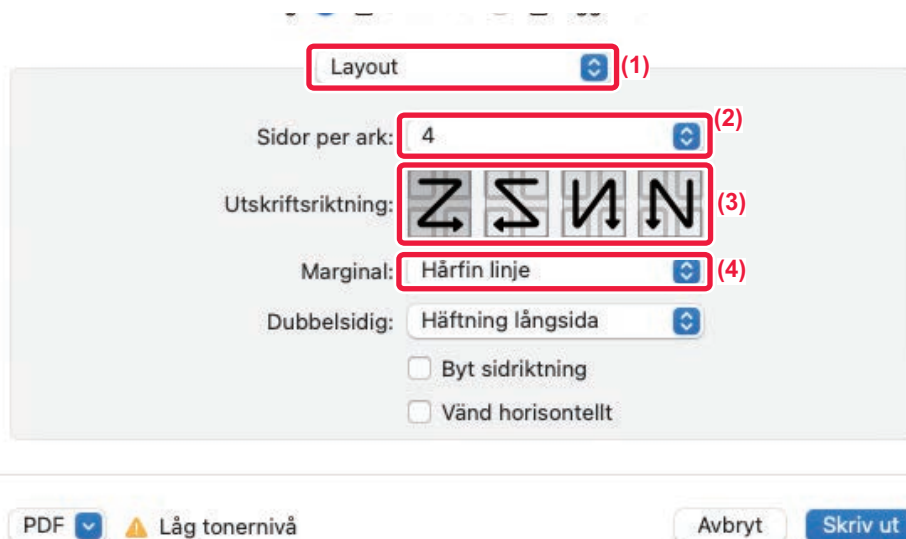 Layout (1)
Sidor per ark: 4 (2)
Utskriftsriktning: (3)
Marginal: Hårfin linje (4)
Dubbelsidig: Häftning långsida
Byt sidriktning
Vänd horisontellt
PDF Låg tonernivå Avbryt Skriv ut